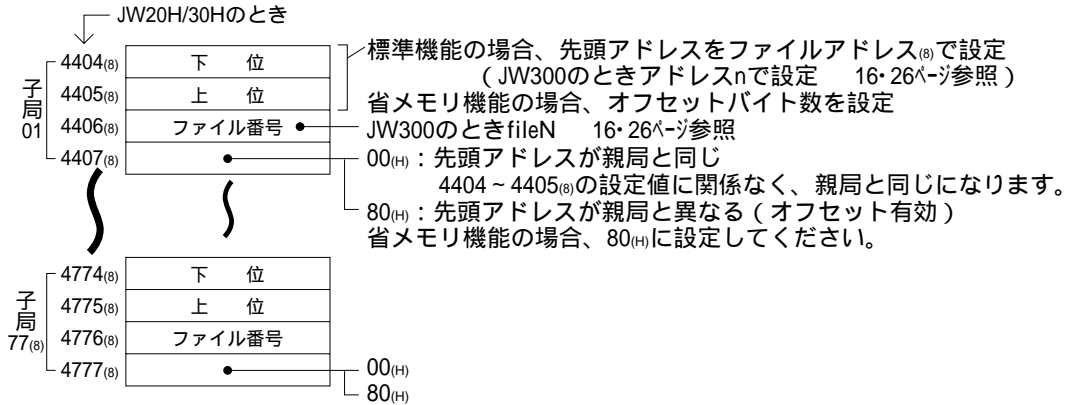 JW20H/30Hのとき
子局01
4404(8) 下 位
4405(8) 上 位
4406(8) ファイル番号
4407(8)
標準機能の場合、先頭アドレスをファイルアドレス(8)で設定
(JW300のときアドレスnで設定 16・26ページ参照)
省メモリ機能の場合、オフセットバイト数を設定
JW300のときfileN 16・26ページ参照
00(H):先頭アドレスが親局と同じ
4404~4405(8)の設定値に関係なく、親局と同じになります。
80(H):先頭アドレスが親局と異なる(オフセット有効)
省メモリ機能の場合、80(H)に設定してください。
子局77(8)
4774(8) 下 位
4775(8) 上 位
4776(8) ファイル番号
4777(8)
00(H)
80(H)